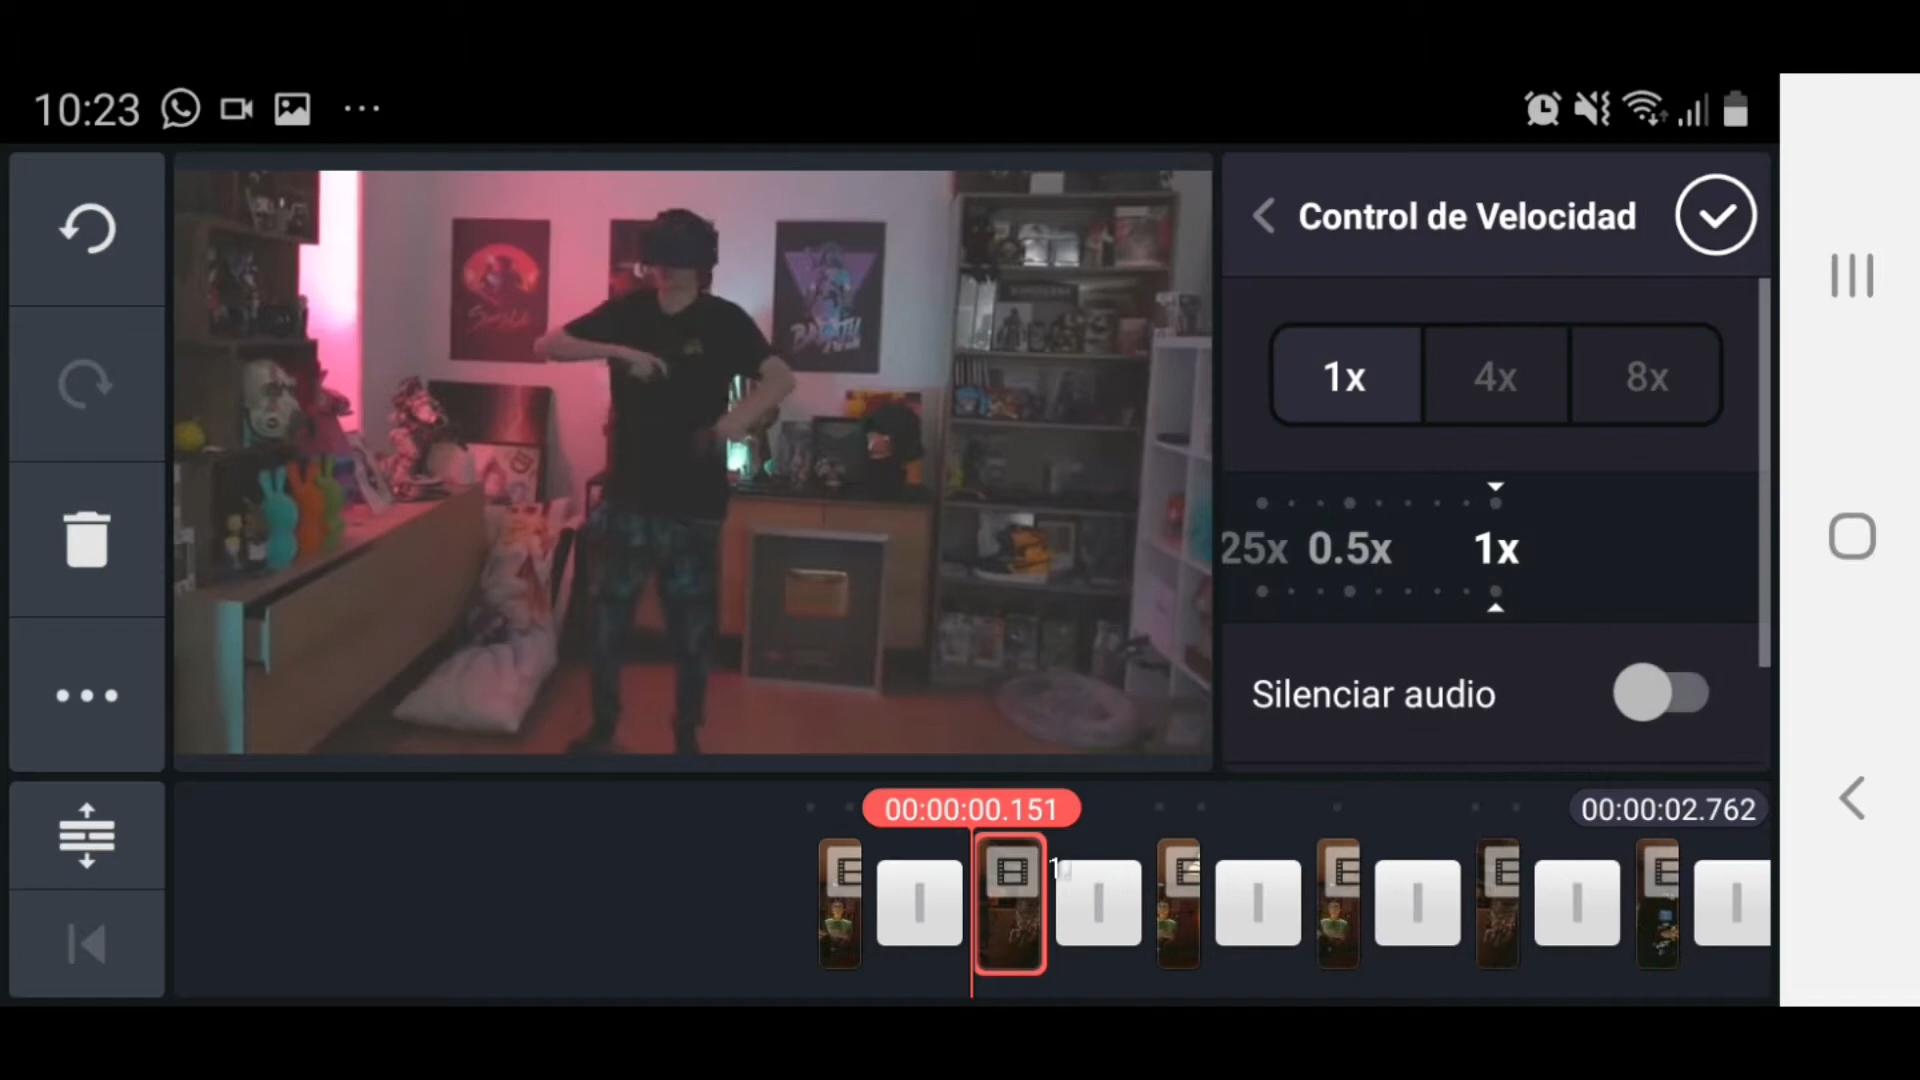 10:23
Control de Velocidad
1x
4x
8x
25x 0.5x 1x
Silenciar audio
00:00:00.151
00:00:02.762